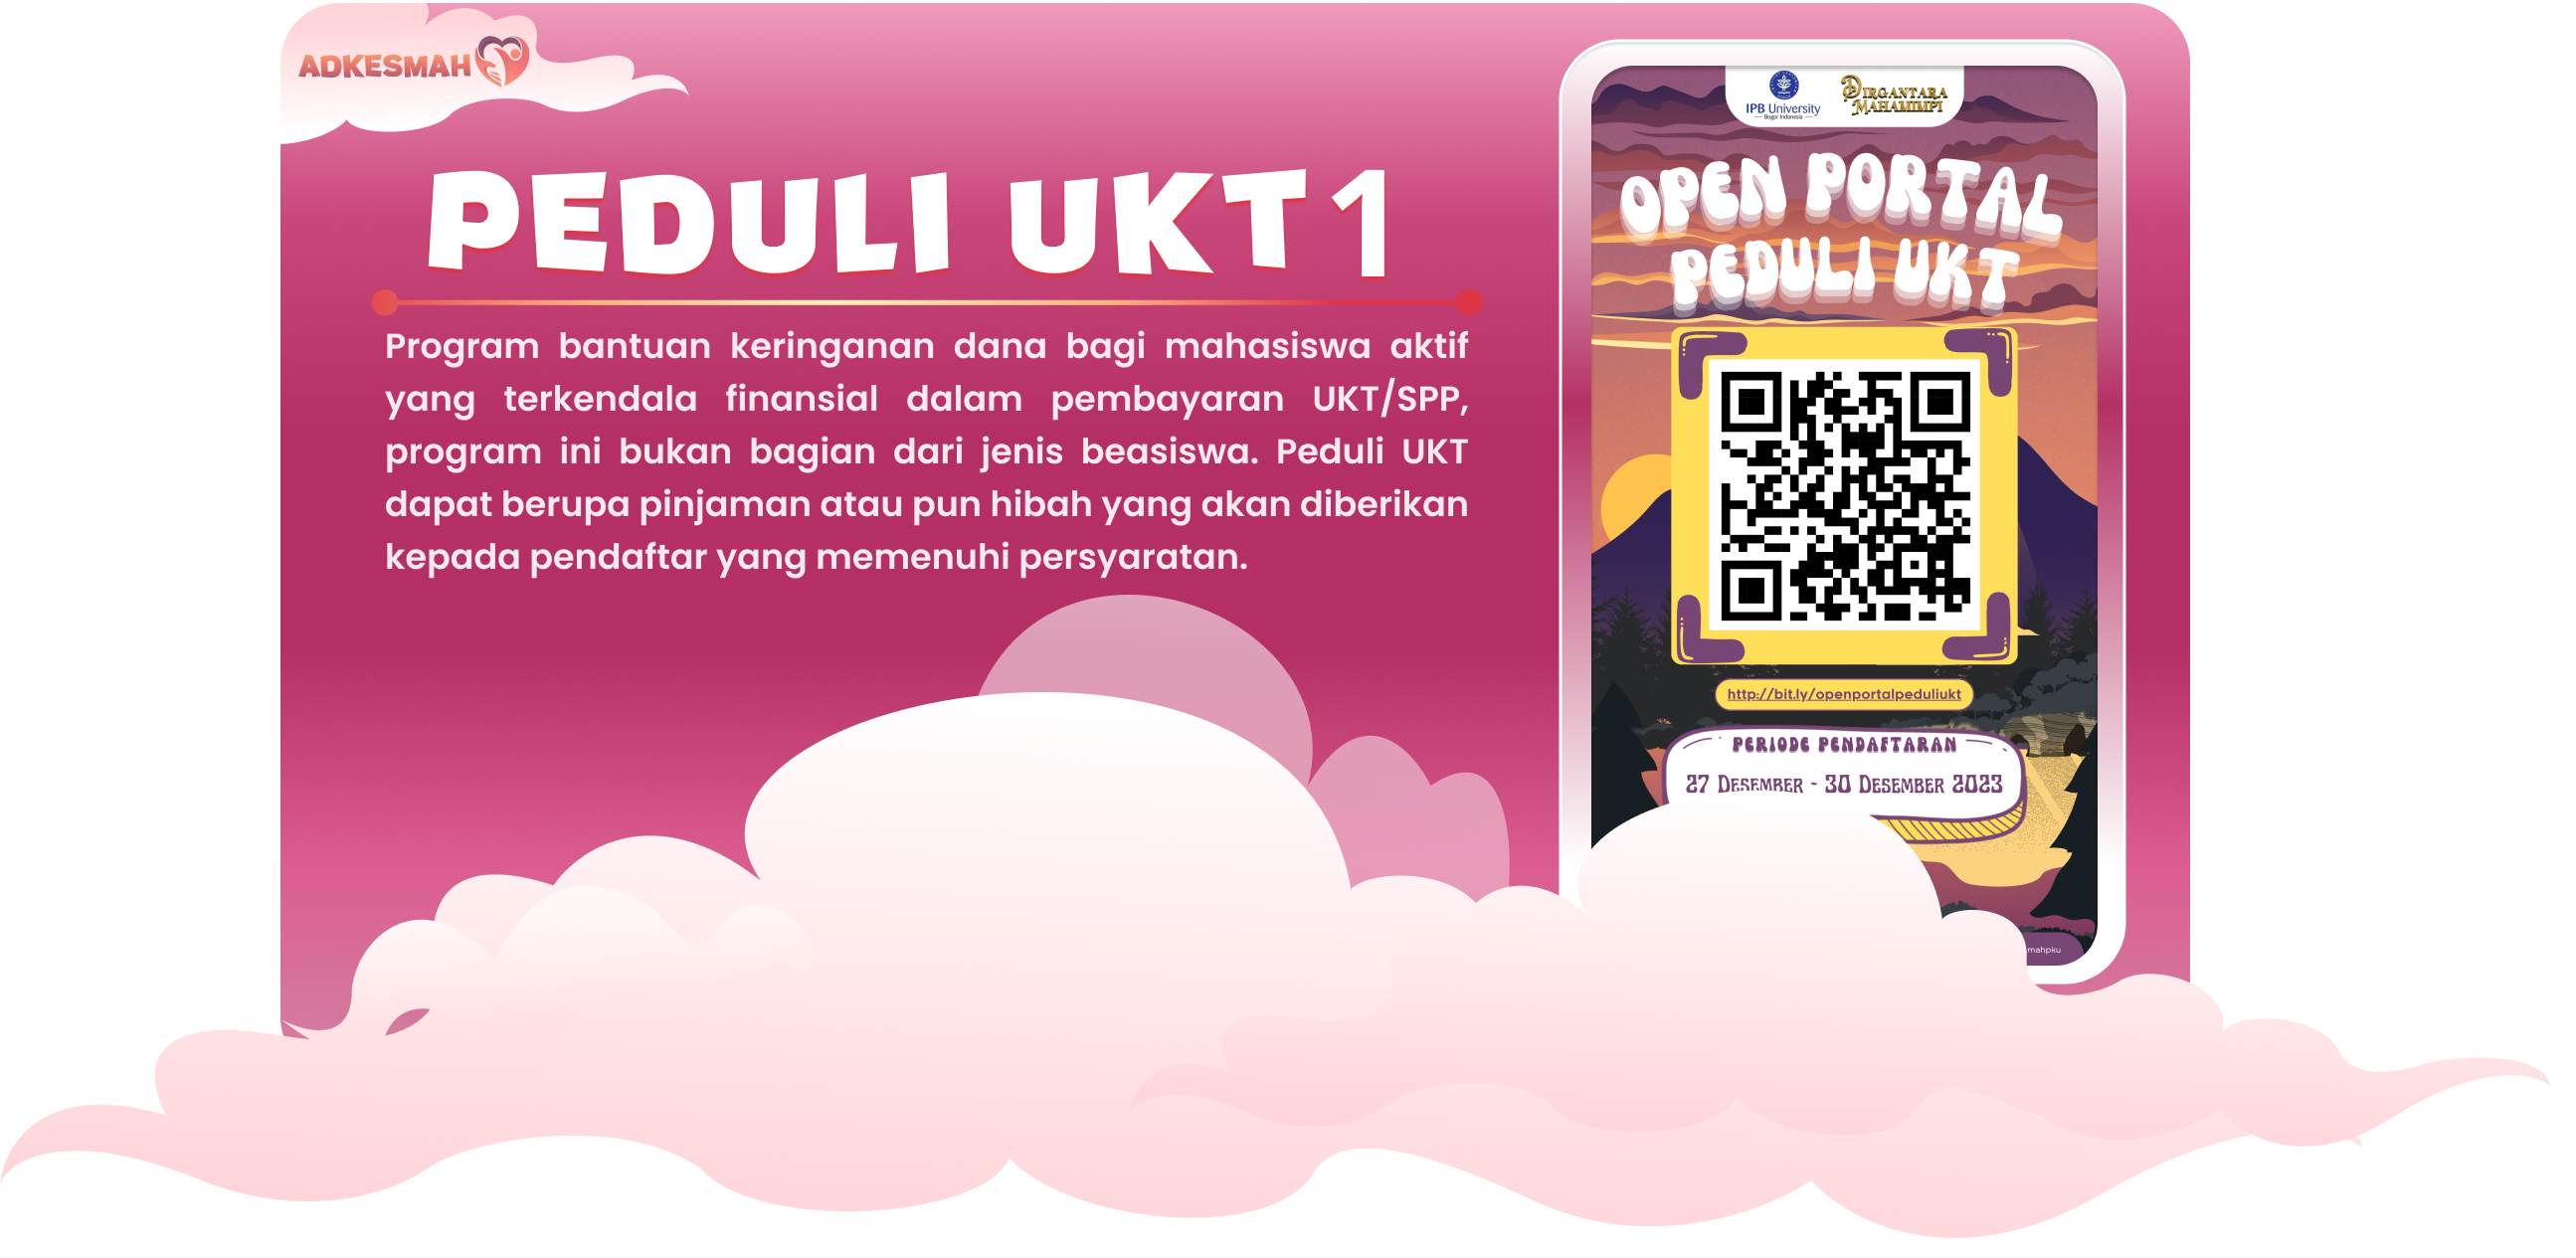 ADKESMAH
PEDULI UKT 1
Program bantuan keringanan dana bagi mahasiswa aktif
yang terkendala finansial dalam pembayaran UKT/SPP,
program ini bukan bagian dari jenis beasiswa. Peduli UKT
dapat berupa pinjaman atau pun hibah yang akan diberikan
kepada pendaftar yang memenuhi persyaratan.
IPB University
Bogor Indonesia
DIRGANTARA
MAHAMIMPI
OPEN PORTAL
PEDULI UKT
http://bit.ly/openportalpeduliukt
PERIODE PENDAFTARAN
27 DESEMBER - 30 DESEMBER 2023
mahpku